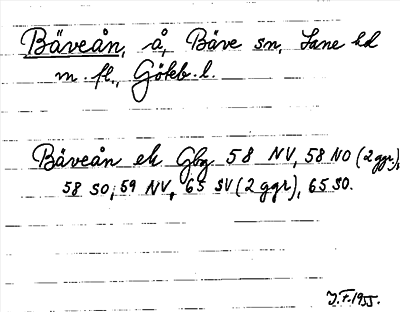 Bäveån, å, Bäve sn, Lane hd
m. fl., Göteb. l.
Bäveån ek Gbg 58 NV, 58 NO (2 ggr),
58 SO, 59 NV, 65 SV (2 ggr), 65 SO.
J.F. 1955.